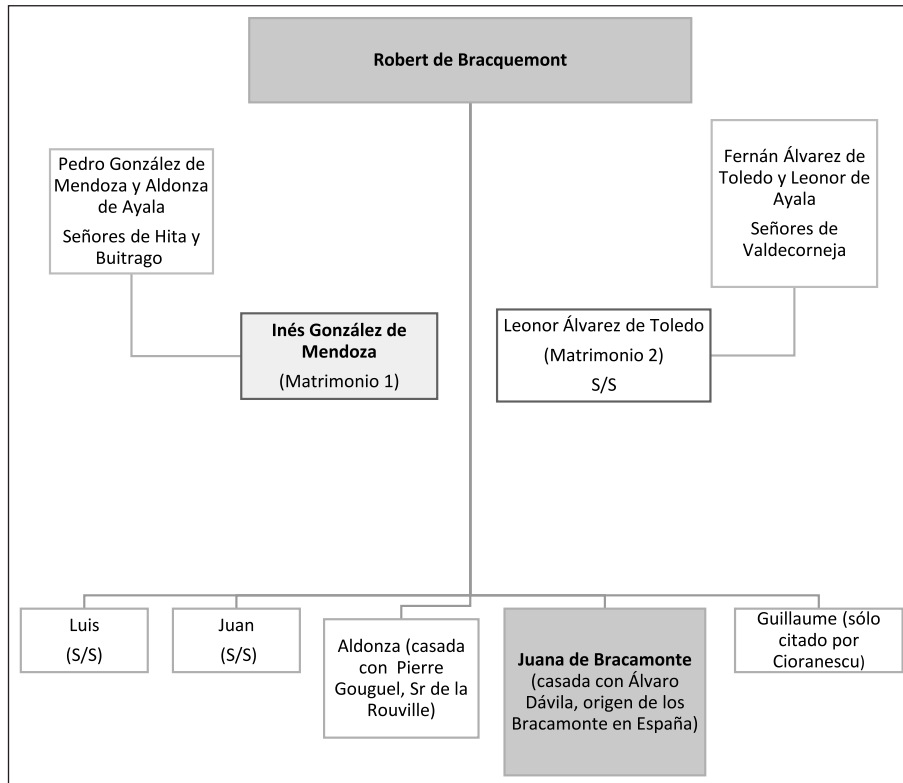 Robert de Bracquemont
Pedro González de
Mendoza y Aldonza
de Ayala
Señores de Hita y
Buitrago
Fernán Álvarez de
Toledo y Leonor de
Ayala
Señores de
Valdecorneja
Inés González de
Mendoza
(Matrimonio 1)
Leonor Álvarez de Toledo
(Matrimonio 2)
S/S
Luis
(S/S)
Juan
(S/S)
Aldonza (casada
con Pierre
Gouguel, Sr de la
Rouville)
Juana de Bracamonte
(casada con Álvaro
Dávila, origen de los
Bracamonte en España)
Guillaume (sólo
citado por
Cioranescu)